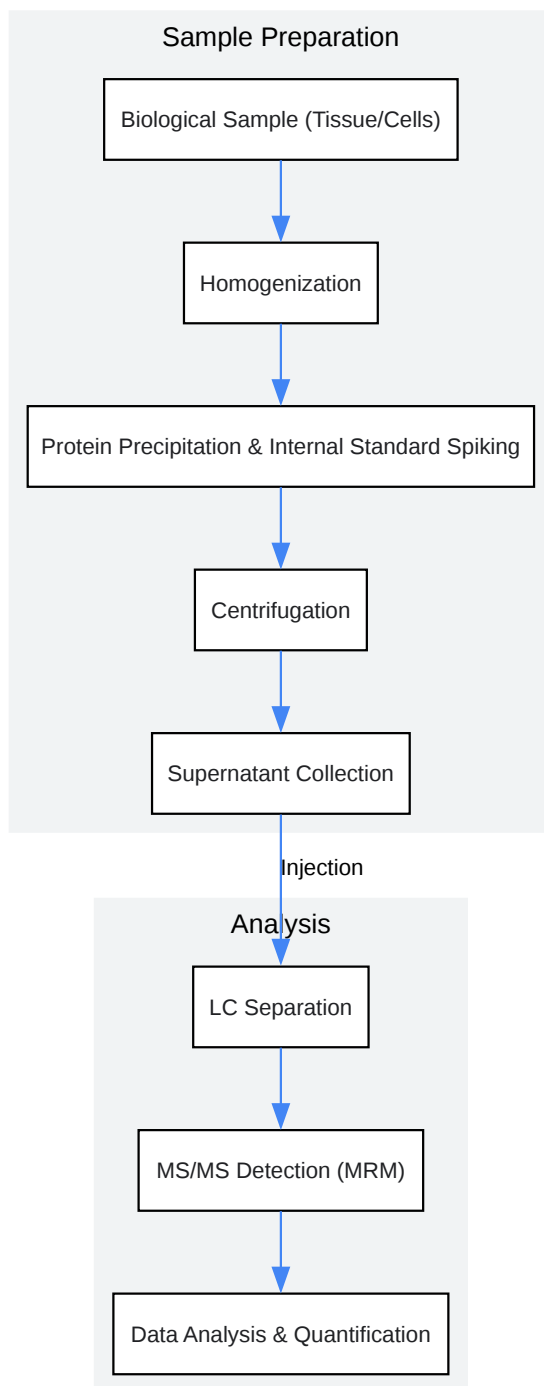 Sample Preparation
Biological Sample (Tissue/Cells)
Homogenization
Protein Precipitation & Internal Standard Spiking
Centrifugation
Supernatant Collection
Injection
Analysis
LC Separation
MS/MS Detection (MRM)
Data Analysis & Quantification